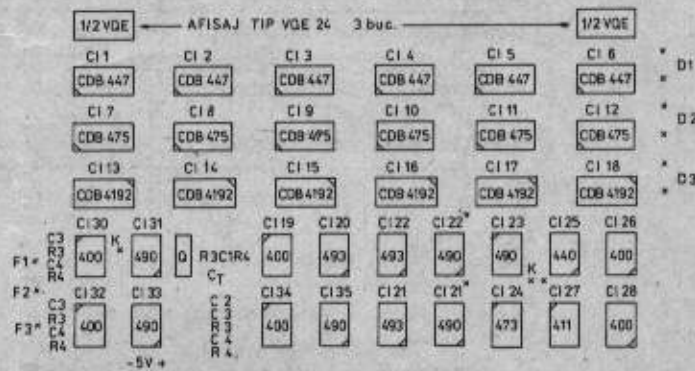 1/2 VQE AFISAJ TIP VQE 24 3 buc. 1/2 VQE
CI 1 CI 2 CI 3 CI 4 CI 5 CI 6
CDB 447 CDB 447 CDB 447 CDB 447 CDB 447 CDB 447 * * D1
CI 7 CI 8 CI 9 CI 10 CI 11 CI 12
CDB 475 CDB 475 CDB 475 CDB 475 CDB 475 CDB 475 * * D2
CI 13 CI 14 CI 15 CI 16 CI 17 CI 18
CDB 4192 CDB 4192 CDB 4192 CDB 4192 CDB 4192 CDB 4192 * * D3
CI 30 CI 31 CI 19 CI 20 CI 22 CI 22* CI 23 CI 25 CI 26
F1* C3 R3 C4 R4 400 K * 490 Q R3C1R4 400 493 493 490 490 440 400
CT K * *
F2*
CI 32 CI 33 CI 34 CI 35 CI 21 CI 21* CI 24 CI 27 CI 28
F3* C3 R3 C4 R4 400 490 C2 C3 R3 C4 R4. 400 490 493 490 473 411 400
-5V +